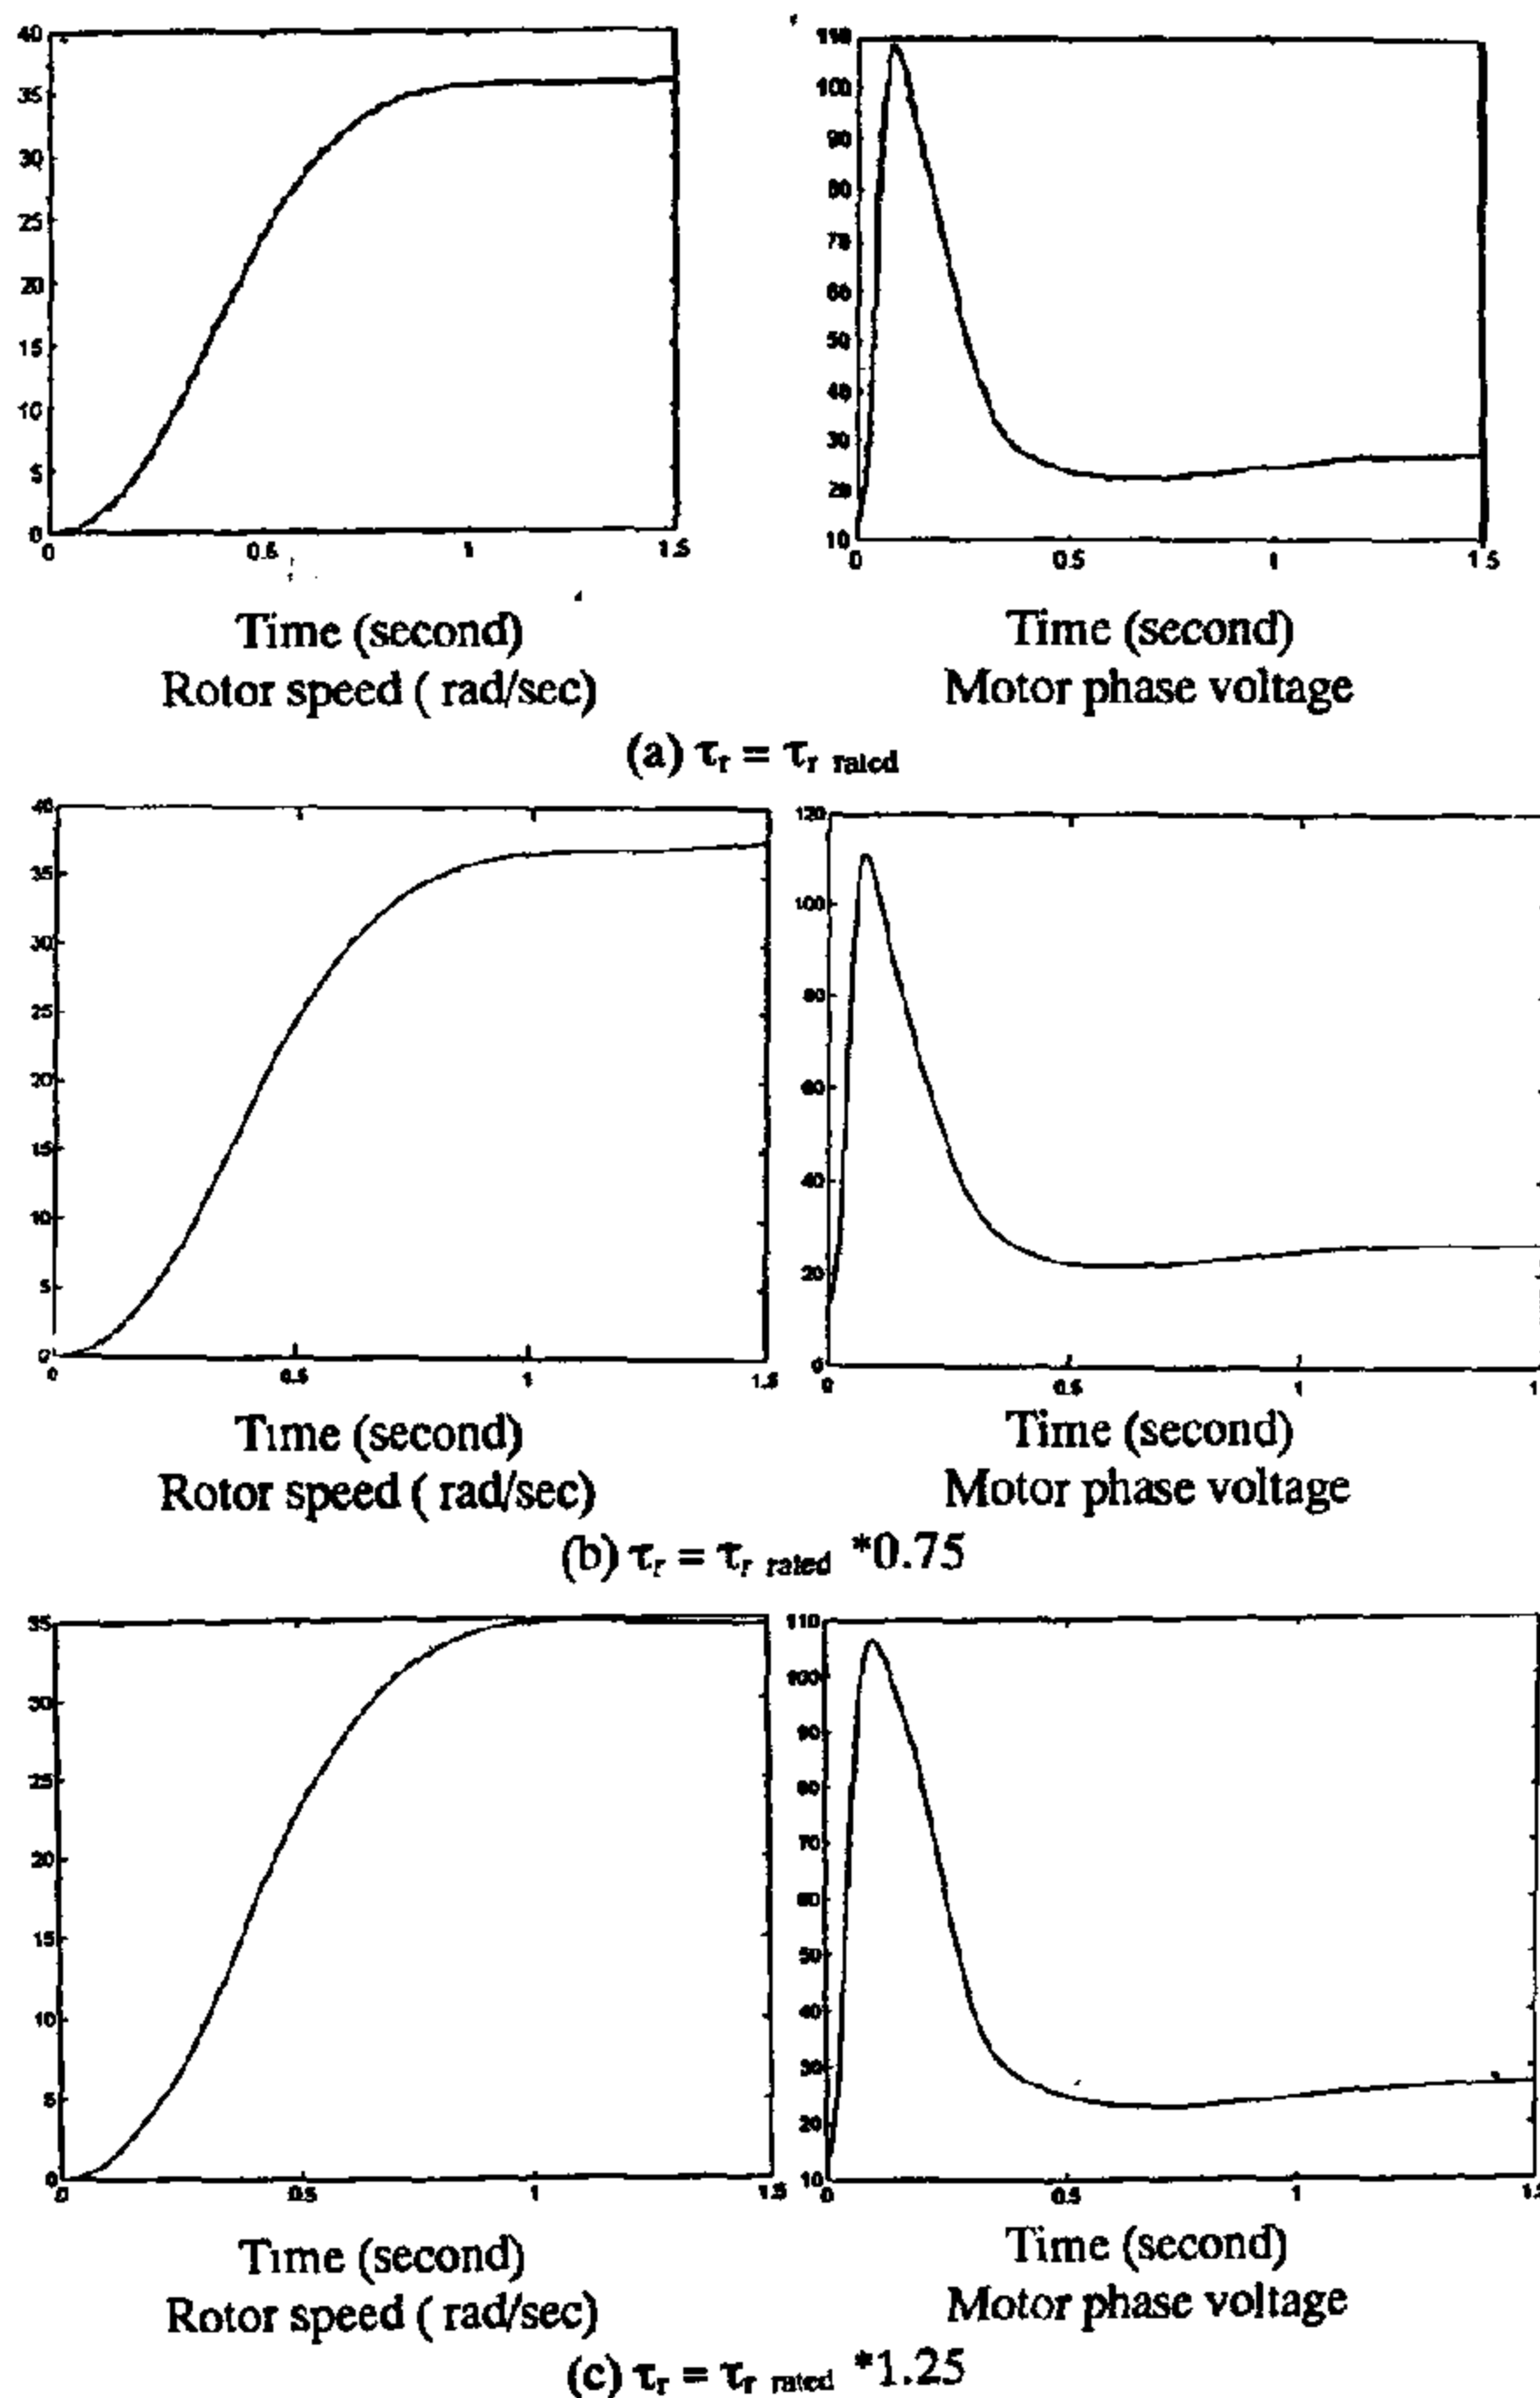 40
35
30
25
20
15
10
5
0
0 0.5 1 1.5
Time (second)
Rotor speed ( rad/sec)
110
100
90
80
70
60
50
40
30
20
10
0 0.5 1 1.5
Time (second)
Motor phase voltage
(a) τr = τr rated
40
35
30
25
20
15
10
5
0
0 0.5 1 1.5
Time (second)
Rotor speed ( rad/sec)
120
100
80
60
40
20
0
0 0.5 1
Time (second)
Motor phase voltage
(b) τr = τr rated *0.75
35
30
25
20
15
10
5
0
0 0.5 1 1.5
Time (second)
Rotor speed ( rad/sec)
110
100
90
80
70
60
50
40
30
20
10
0 0.5 1
Time (second)
Motor phase voltage
(c) τr = τr rated *1.25